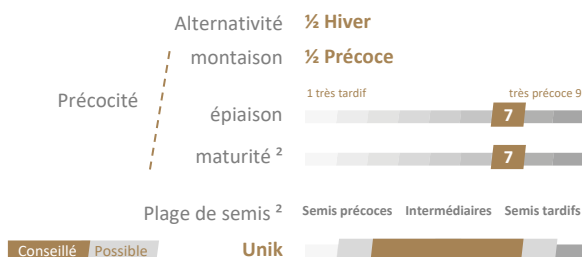 Alternativité ½ Hiver
montaison ½ Précoce
Précocité
1 très tardif très précoce 9
épiaison 7
maturité ² 7
Plage de semis ² Semis précoces Intermédiaires Semis tardifs
Conseillé Possible Unik